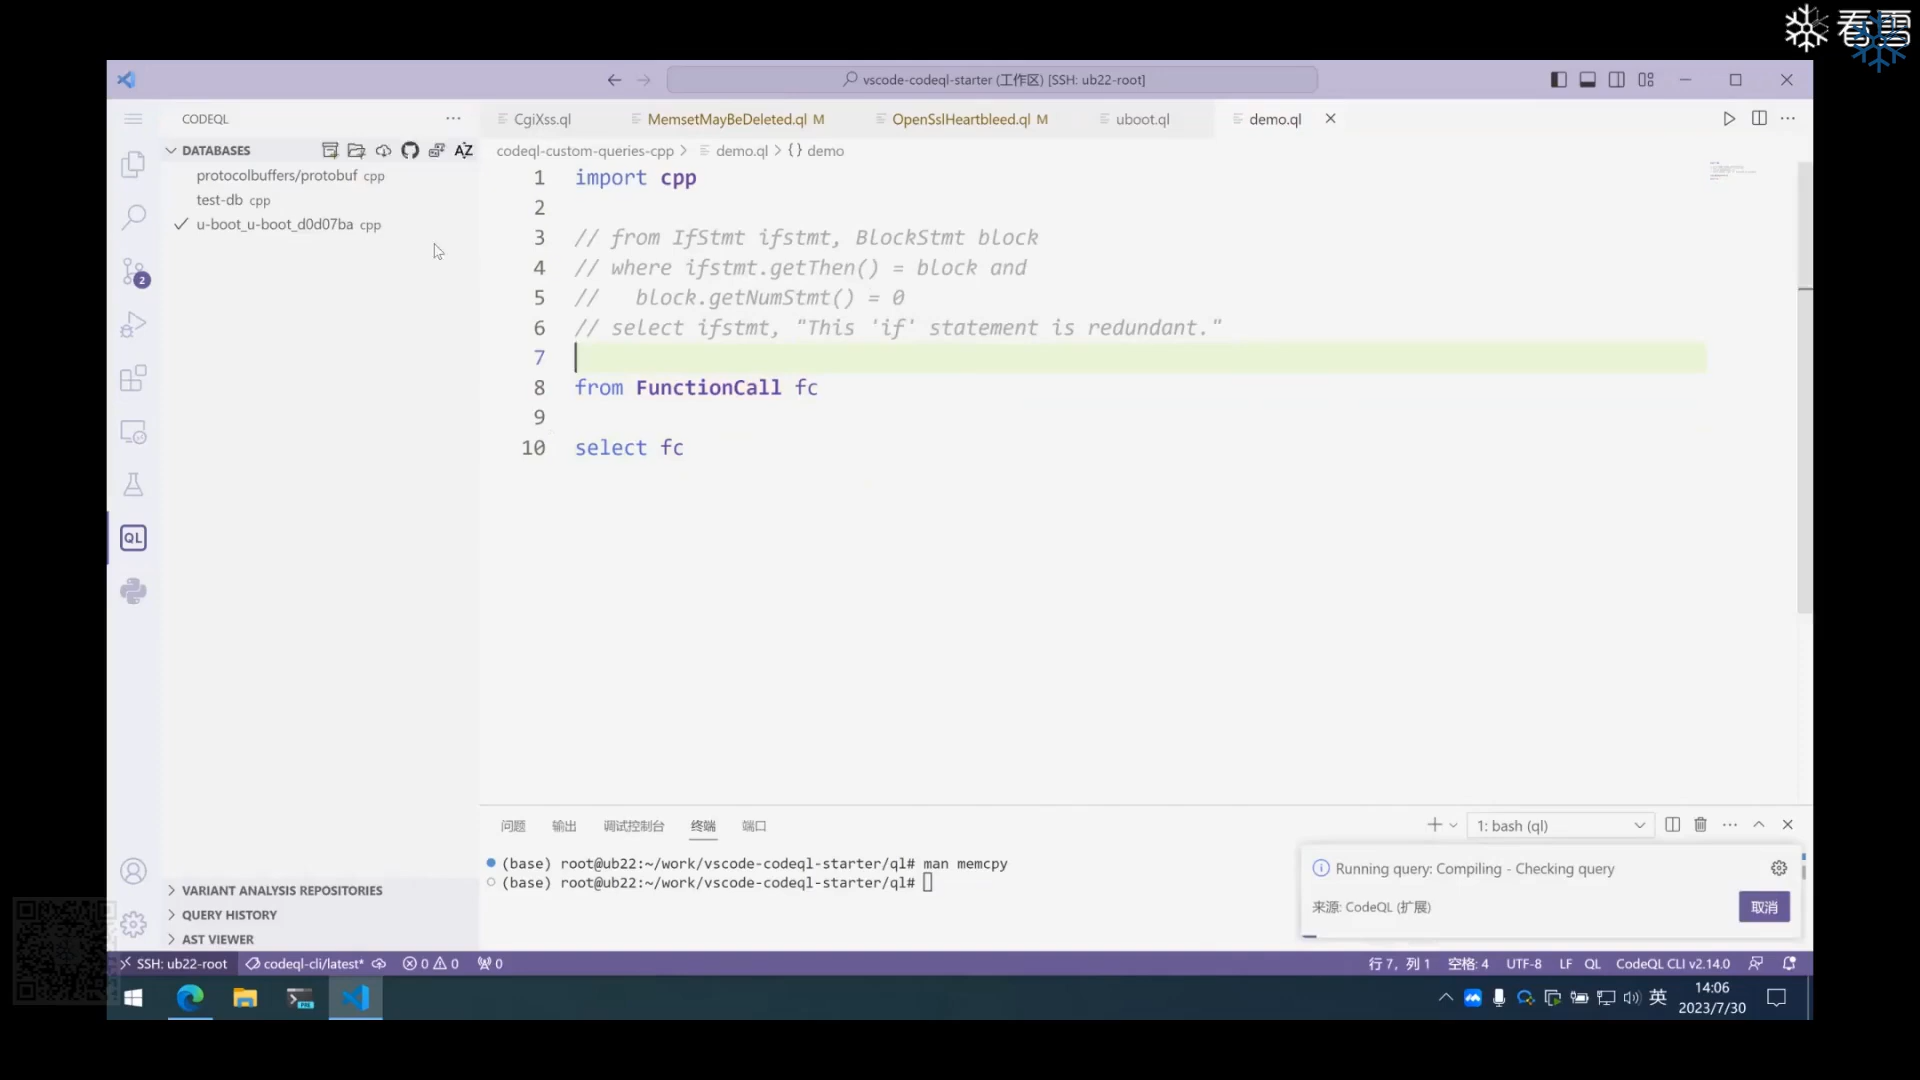 看雪
vscode-codeql-starter (工作区) [SSH: ub22-root]
CODEQL
CgiXss.ql
MemsetMayBeDeleted.ql M
OpenSslHeartbleed.ql M
uboot.ql
demo.ql
DATABASES
codeql-custom-queries-cpp > demo.ql > {} demo
protocolbuffers/protobuf cpp
test-db cpp
u-boot_u-boot_d0d07ba cpp
2
1 import cpp
2
3 // from IfStmt ifstmt, BlockStmt block
4 // where ifstmt.getThen() = block and
5 //   block.getNumStmt() = 0
6 // select ifstmt, "This 'if' statement is redundant."
7
8 from FunctionCall fc
9
10 select fc
QL
问题 输出 调试控制台 终端 端口
1: bash (ql)
(base) root@ub22:~/work/vscode-codeql-starter/ql# man memcpy
(base) root@ub22:~/work/vscode-codeql-starter/ql#
Running query: Compiling - Checking query
来源: CodeQL (扩展)
取消
VARIANT ANALYSIS REPOSITORIES
QUERY HISTORY
AST VIEWER
SSH: ub22-root codeql-cli/latest* 0 0 0
行 7，列 1 空格: 4 UTF-8 LF QL CodeQL CLI v2.14.0
英
14:06
2023/7/30